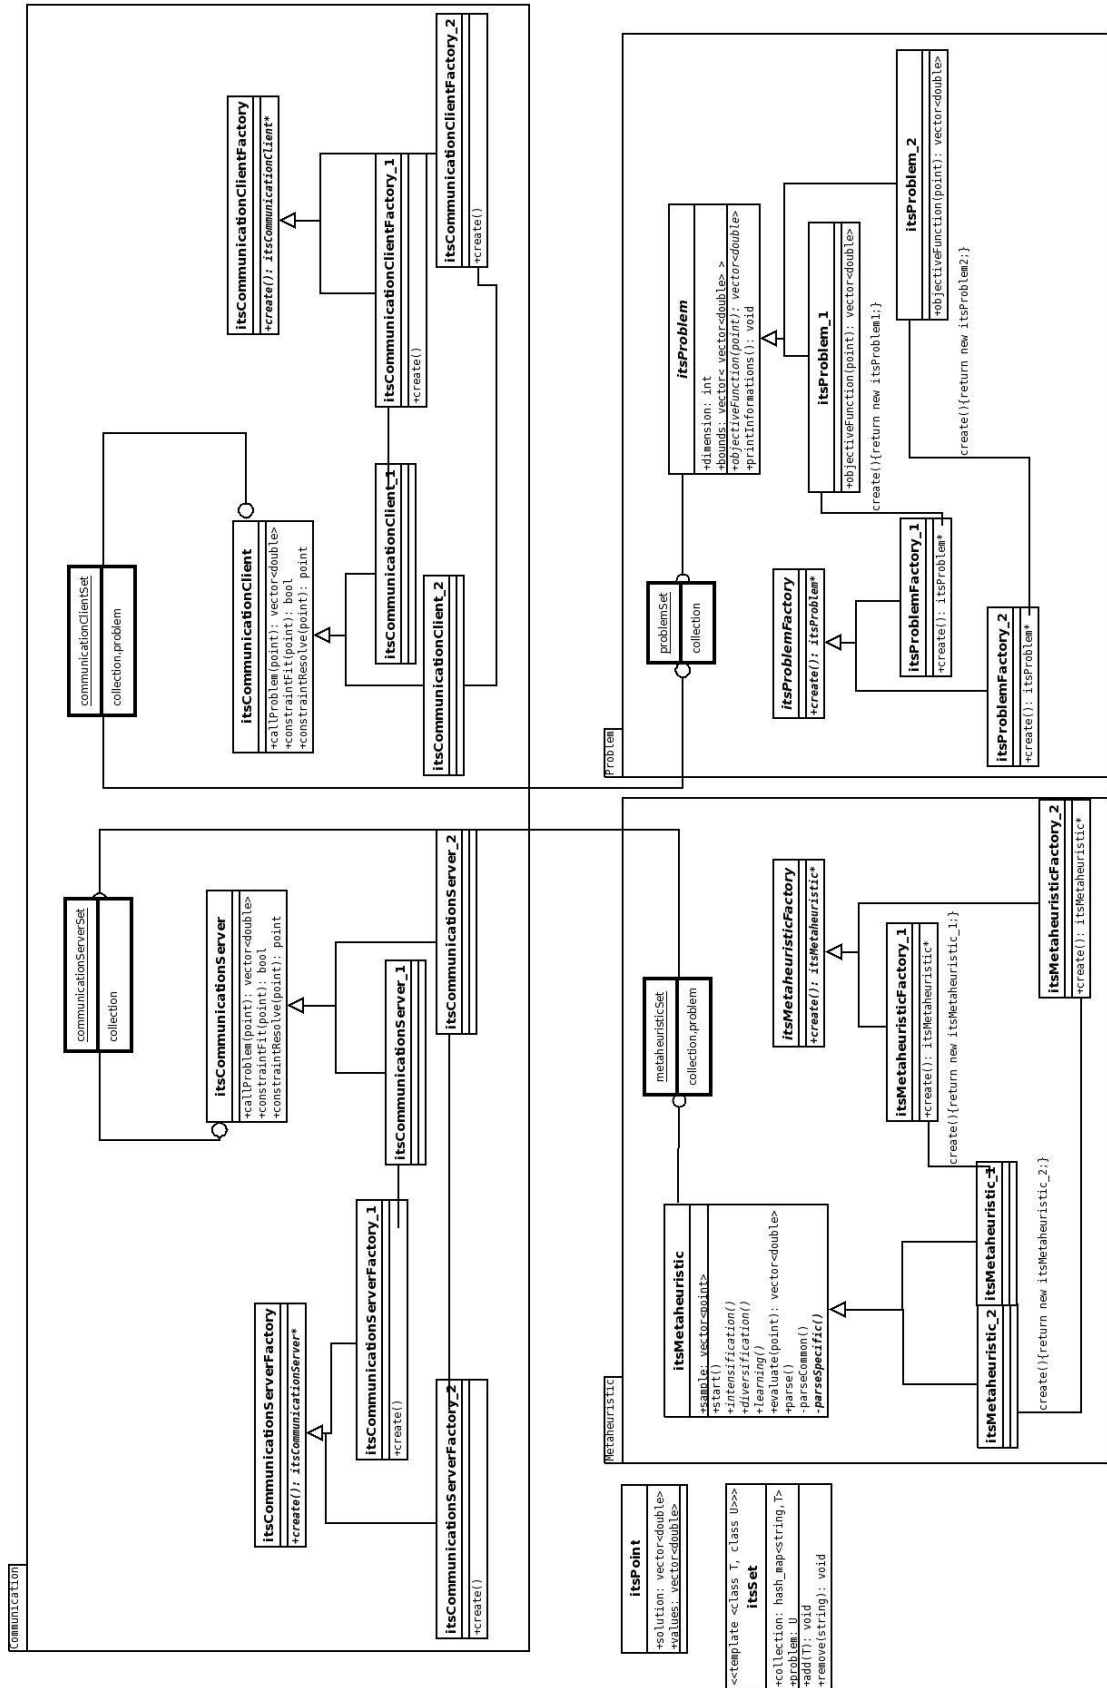 Communication
itsCommunicationServerFactory
+create(): itsCommunicationServer*
itsCommunicationServerFactory_1
+create()
itsCommunicationServerFactory_2
+create()
communicationServerSet
collection
itsCommunicationServer
+callProblem(point): vector<double>
+constraintFit(point): bool
+constraintResolve(point): point
itsCommunicationServer_1
itsCommunicationServer_2
communicationClientSet
collection,problem
itsCommunicationClient
+callProblem(point): vector<double>
+constraintFit(point): bool
+constraintResolve(point): point
itsCommunicationClient_1
itsCommunicationClient_2
itsCommunicationClientFactory
+create(): itsCommunicationClient*
itsCommunicationClientFactory_1
+create()
itsCommunicationClientFactory_2
+create()
itsPoint
+solution: vector<double>
+values: vector<double>
<<template <class T, class U>>>
itsSet
+collection: hash_map<string,T>
+problem: U
+add(T): void
+remove(string): void
Metaheuristic
itsMetaheuristic
+sample: vector<point>
+start()
+intensification()
+diversification()
+learning()
+evaluate(point): vector<double>
+parse()
-parseCommon()
-parseSpecific()
metaheuristicSet
collection,problem
itsMetaheuristicFactory
+create(): itsMetaheuristic*
itsMetaheuristicFactory_1
+create(): itsMetaheuristic*
create(){return new itsMetaheuristic_1;}
itsMetaheuristic_1
itsMetaheuristic_2
create(){return new itsMetaheuristic_2;}
itsMetaheuristicFactory_2
+create(): itsMetaheuristic*
Problem
problemSet
collection
itsProblem
+dimension: int
+bounds: vector< vector<double> >
+objectiveFunction(point): vector<double>
+printInformations(): void
itsProblemFactory
+create(): itsProblem*
itsProblem_1
+objectiveFunction(point): vector<double>
create(){return new itsProblem1;}
itsProblemFactory_1
+create(): itsProblem*
itsProblem_2
+objectiveFunction(point): vector<double>
create(){return new itsProblem2;}
itsProblemFactory_2
+create(): itsProblem*